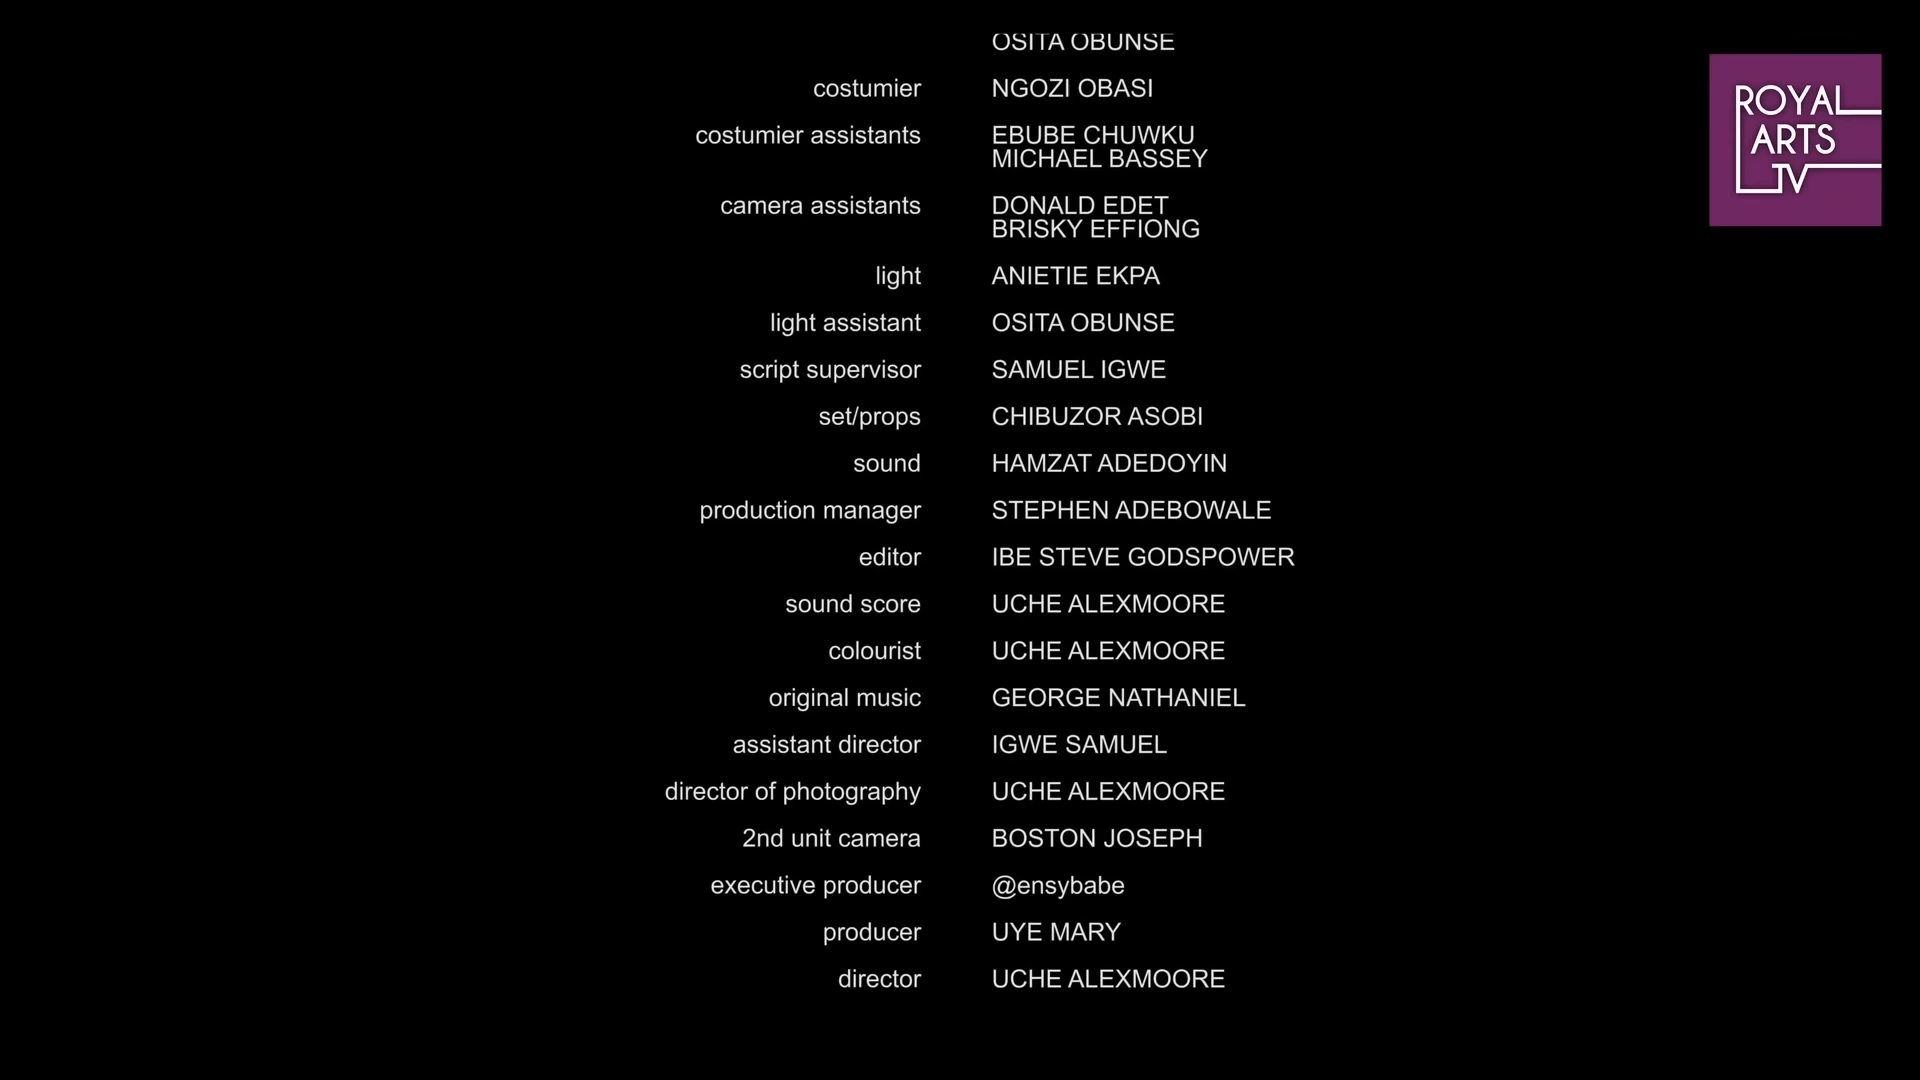 OSITA OBUNSE
costumier NGOZI OBASI
costumier assistants EBUBE CHUWKU
MICHAEL BASSEY
camera assistants DONALD EDET
BRISKY EFFIONG
light ANIETIE EKPA
light assistant OSITA OBUNSE
script supervisor SAMUEL IGWE
set/props CHIBUZOR ASOBI
sound HAMZAT ADEDOYIN
production manager STEPHEN ADEBOWALE
editor IBE STEVE GODSPOWER
sound score UCHE ALEXMOORE
colourist UCHE ALEXMOORE
original music GEORGE NATHANIEL
assistant director IGWE SAMUEL
director of photography UCHE ALEXMOORE
2nd unit camera BOSTON JOSEPH
executive producer @ensybabe
producer UYE MARY
director UCHE ALEXMOORE
ROYAL
ARTS
TV